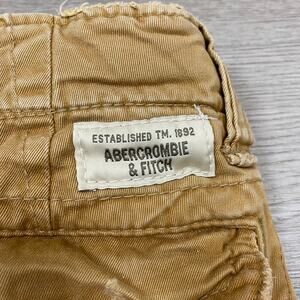 ESTABLISHED TM. 1892
ABERCROMBIE
& FITCH